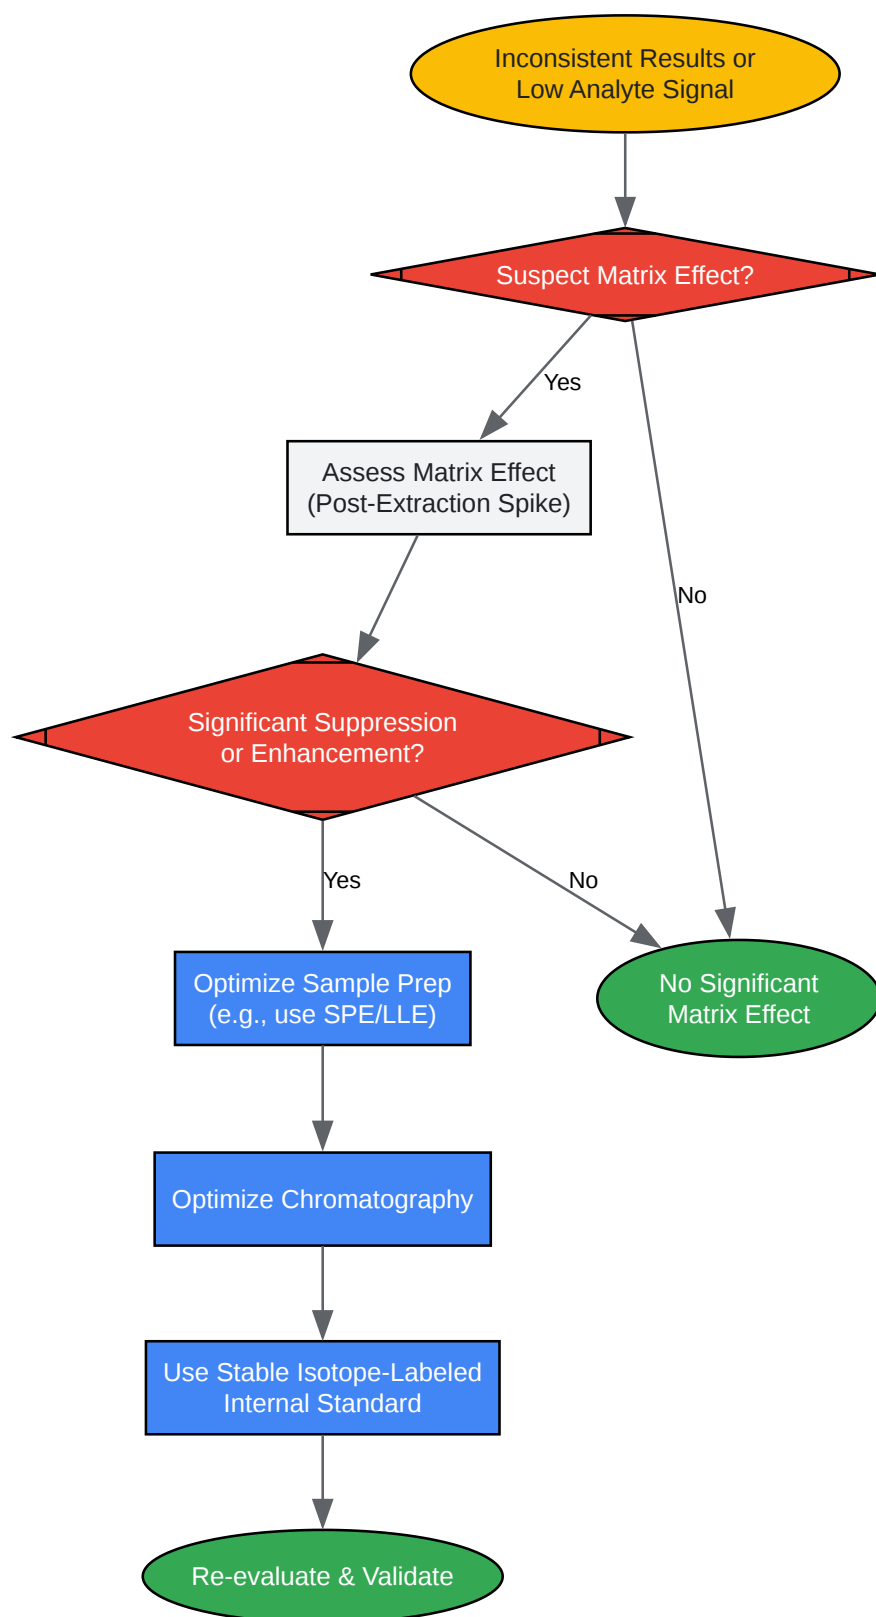 Inconsistent Results or
Low Analyte Signal
Suspect Matrix Effect?
Yes
Assess Matrix Effect
(Post-Extraction Spike)
No
Significant Suppression
or Enhancement?
Yes
No
Optimize Sample Prep
(e.g., use SPE/LLE)
No Significant
Matrix Effect
Optimize Chromatography
Use Stable Isotope-Labeled
Internal Standard
Re-evaluate & Validate